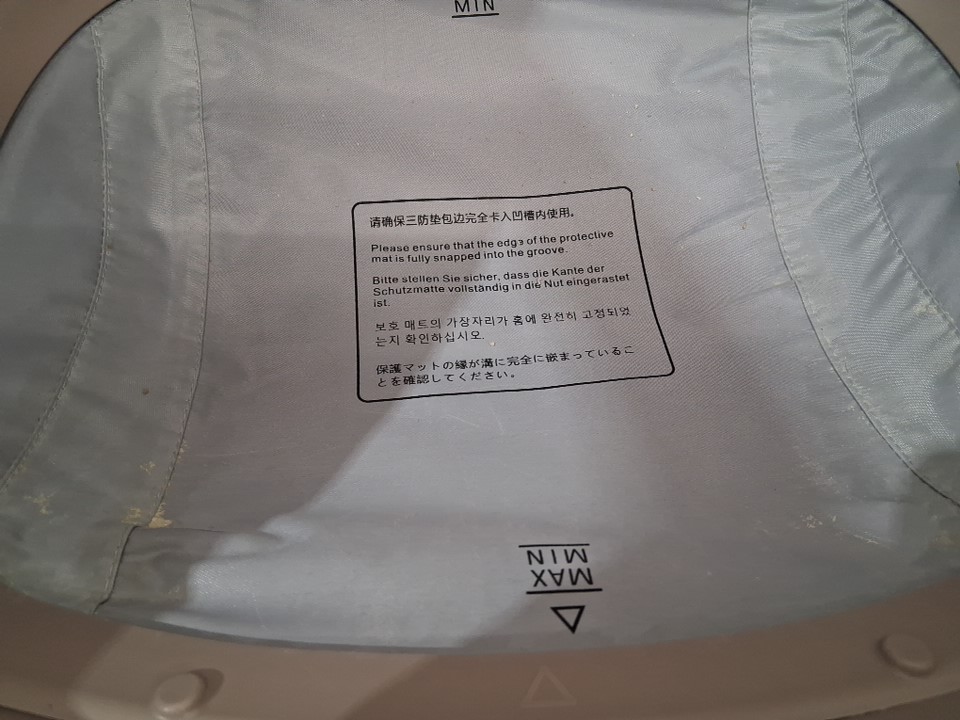 MIN
请确保三防垫包边完全卡入凹槽内使用。
Please ensure that the edge of the protective
mat is fully snapped into the groove.
Bitte stellen Sie sicher, dass die Kante der
Schutzmatte vollständig in die Nut eingerastet
ist.
보호 매트의 가장자리가 홈에 완전히 고정되었
는지 확인하십시오.
保護マットの縁が溝に完全に嵌まっているこ
とを確認してください。
MIN
MAX